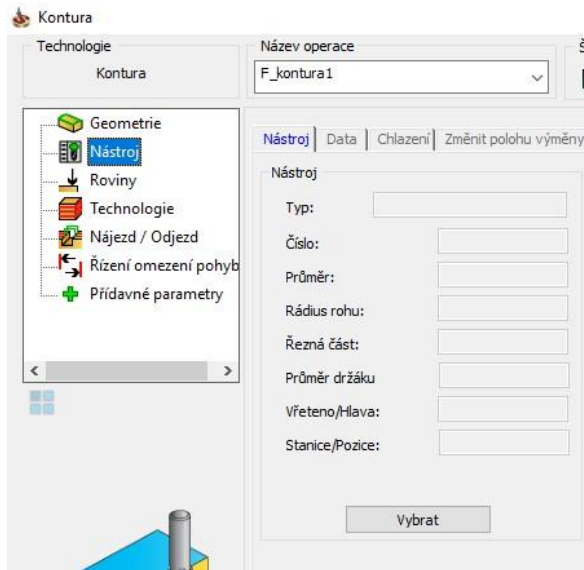 Kontura
Technologie
Kontura
Název operace
F_kontura1
Geometrie
Nástroj
Roviny
Technologie
Nájezd / Odjezd
Řízení omezení pohyb
Přídavné parametry
Nástroj Data Chlazení Změnit polohu výměny
Nástroj
Typ:
Číslo:
Průměr:
Rádius rohu:
Řezná část:
Průměr držáku
Vřeteno/Hlava:
Stanice/Pozice:
Vybrat